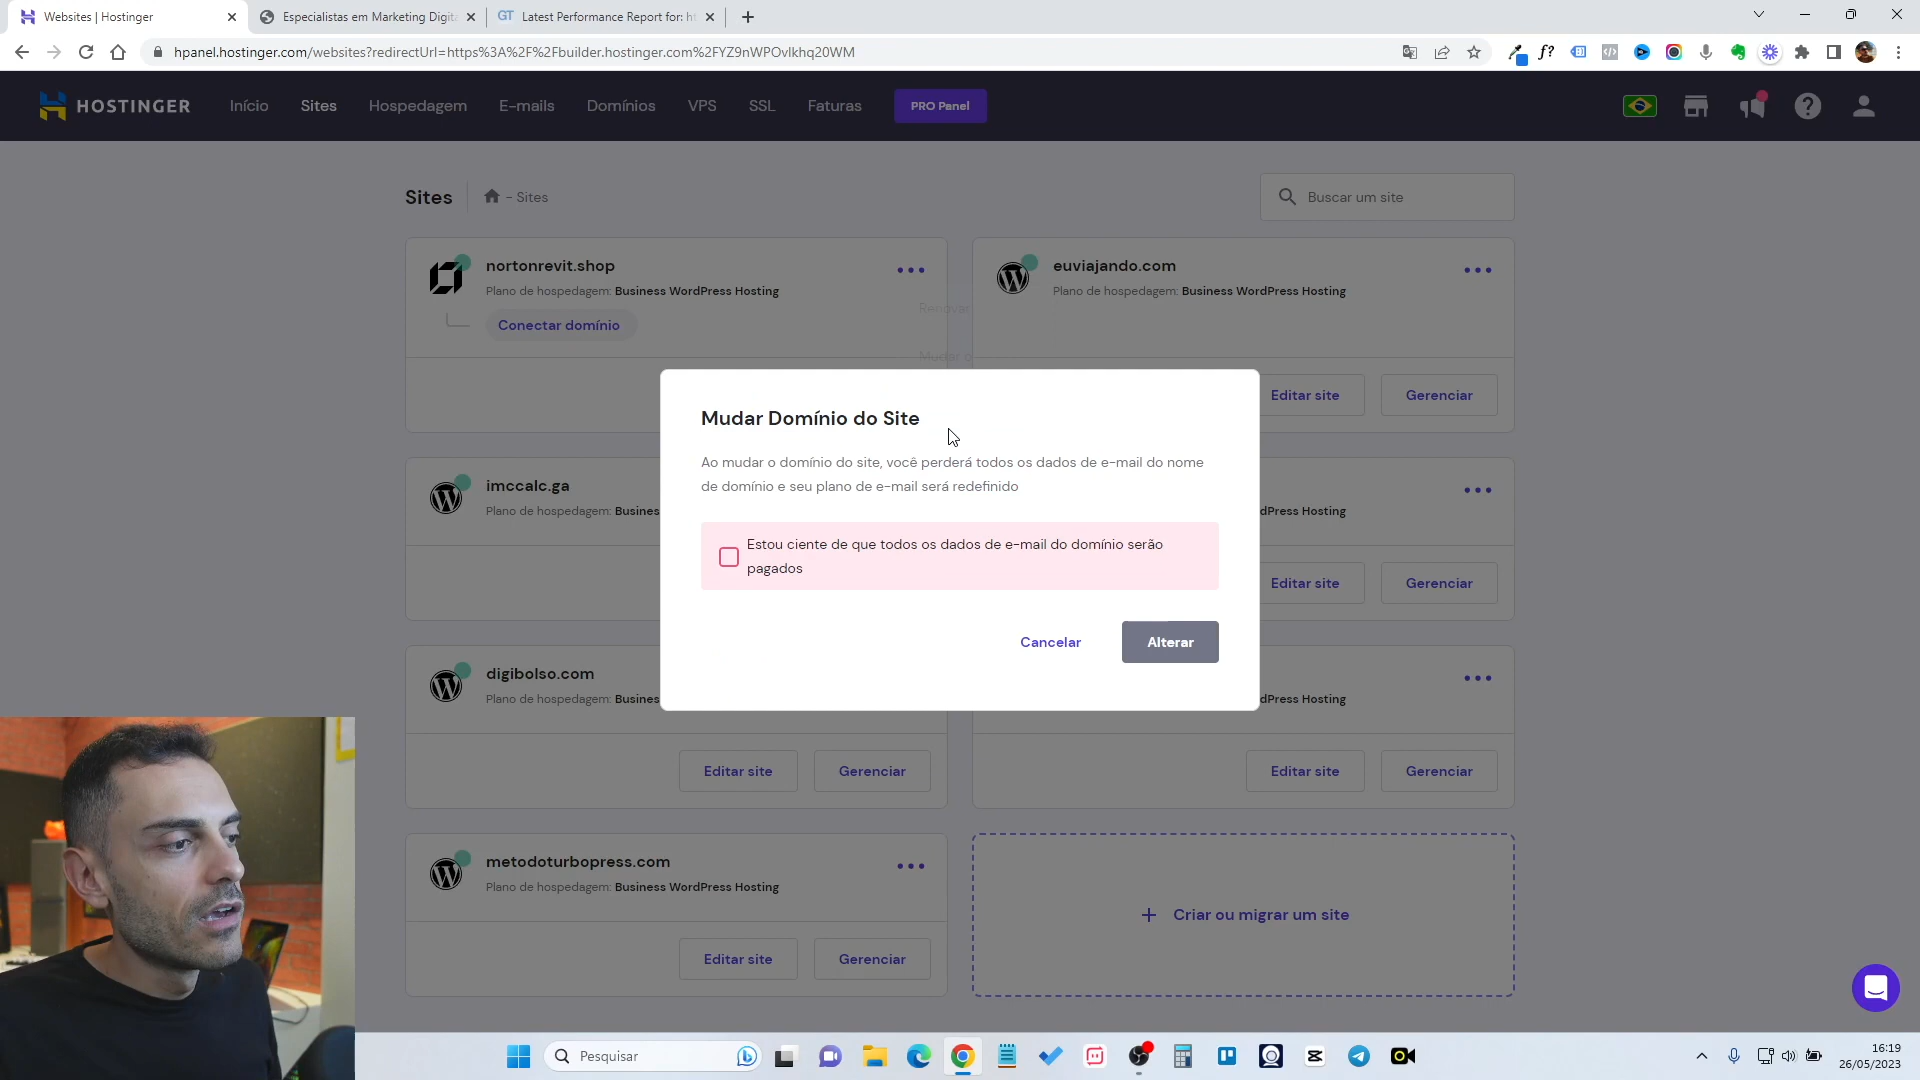 Websites | Hostinger
Especialistas em Marketing Digita
GT Latest Performance Report for: ht
hpanel.hostinger.com/websites?redirectUrl=https%3A%2F%2Fbuilder.hostinger.com%2FYZ9nWPOvlkhq20WM
f?
HOSTINGER
Início
Sites
Hospedagem
E-mails
Domínios
VPS
SSL
Faturas
PRO Panel
Sites
- Sites
Buscar um site
nortonrevit.shop
Plano de hospedagem: Business WordPress Hosting
Conectar domínio
Renovar
Mudar o
euviajando.com
Plano de hospedagem: Business WordPress Hosting
Editar site
Gerenciar
Mudar Domínio do Site
Ao mudar o domínio do site, você perderá todos os dados de e-mail do nome
de domínio e seu plano de e-mail será redefinido
Estou ciente de que todos os dados de e-mail do domínio serão
pagados
Cancelar
Alterar
imccalc.ga
Plano de hospedagem: Busines
dPress Hosting
Editar site
Gerenciar
digibolso.com
Plano de hospedagem: Busines
dPress Hosting
Editar site
Gerenciar
Editar site
Gerenciar
metodoturbopress.com
Plano de hospedagem: Business WordPress Hosting
Editar site
Gerenciar
+ Criar ou migrar um site
Pesquisar
16:19
26/05/2023